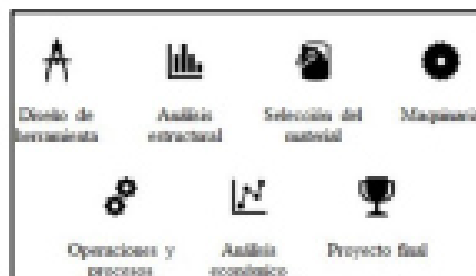 Diseño de
herramienta
Análisis
estructural
Selección del
material
Maquinaria
Operaciones y
procesos
Análisis
económico
Proyecto final